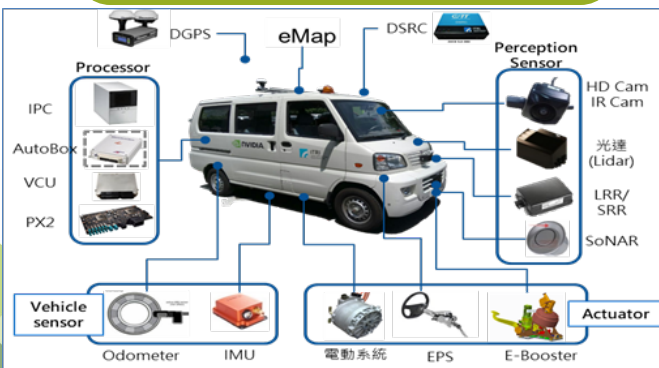 DGPS
eMap
DSRC
Processor
IPC
AutoBox
VCU
PX2
Perception
Sensor
HD Cam
IR Cam
光達
(Lidar)
LRR/
SRR
SoNAR
NVIDIA
Vehicle
sensor
Odometer
IMU
電動系統
EPS
E-Booster
Actuator